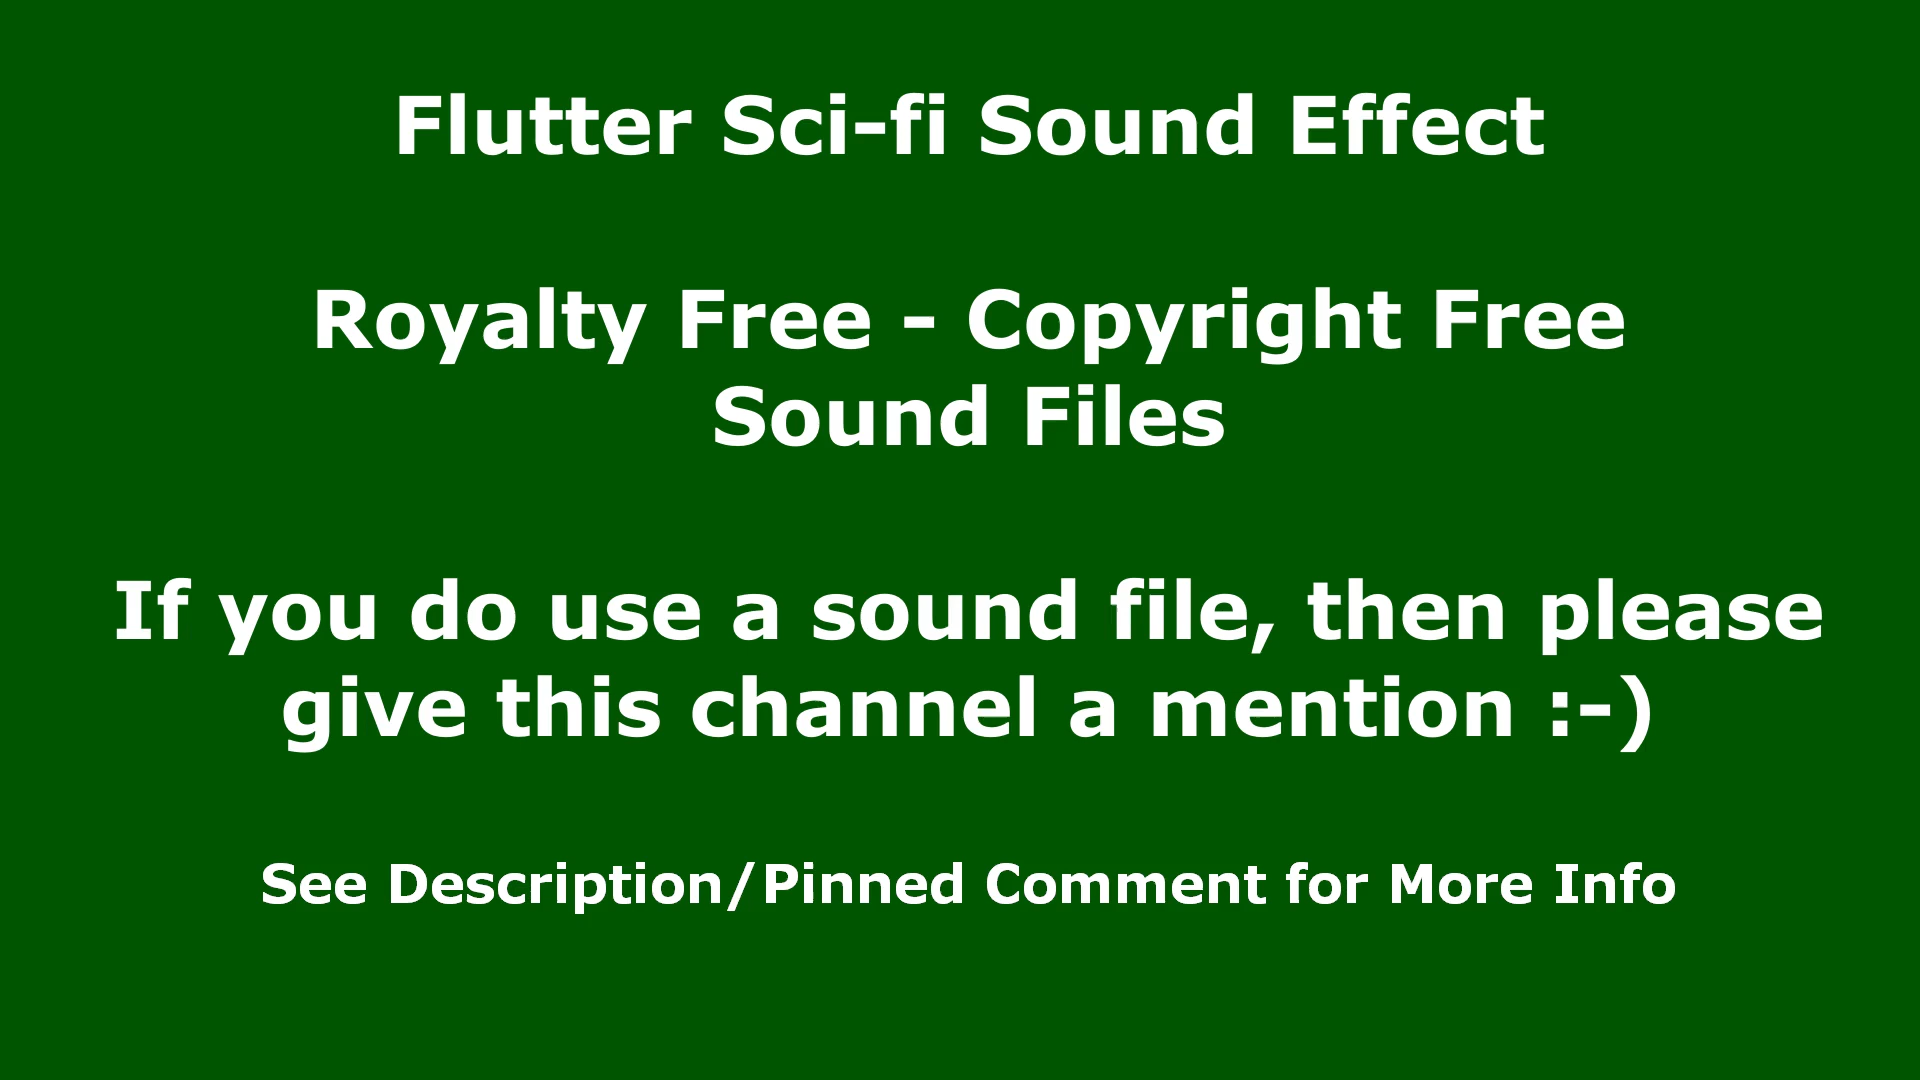 Flutter Sci-fi Sound Effect
Royalty Free - Copyright Free
Sound Files
If you do use a sound file, then please
give this channel a mention :-)
See Description/Pinned Comment for More Info